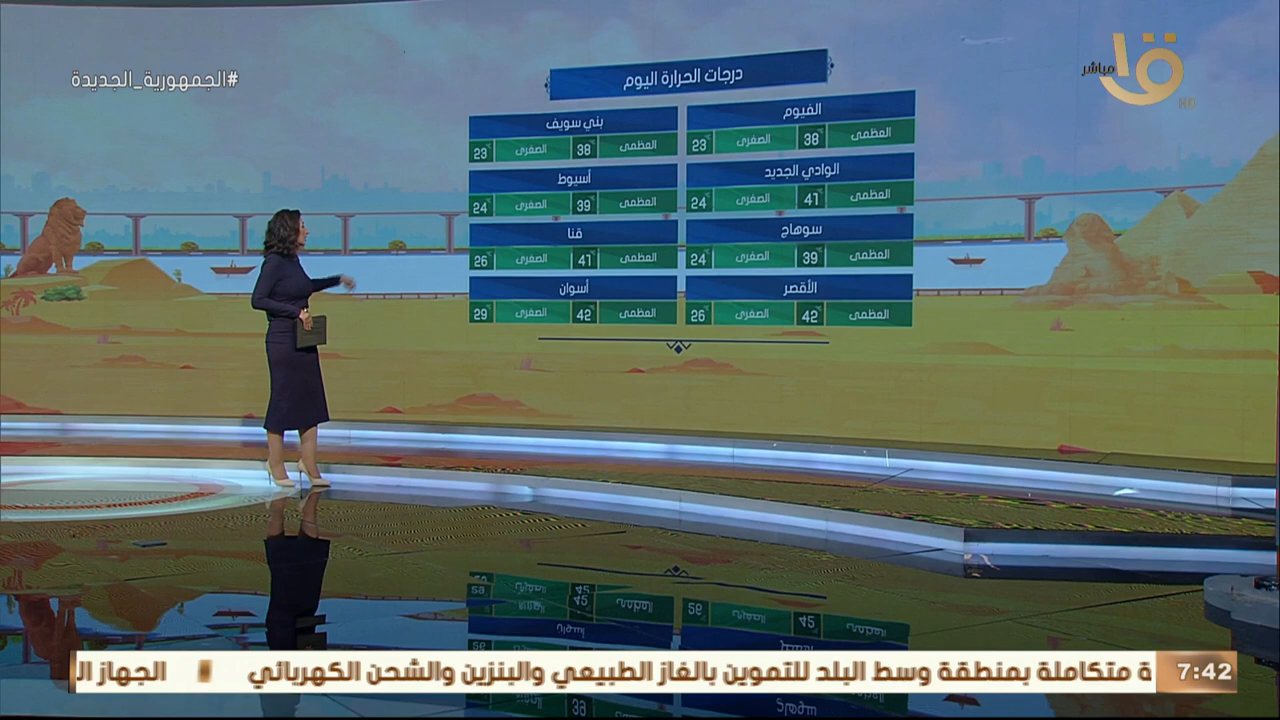 #الجمهورية_الجديدة
مباشر
HD
درجات الحرارة اليوم
الفيوم
العظمى 38 الصغرى 23
بني سويف
العظمى 38 الصغرى 23
الوادي الجديد
العظمى 41 الصغرى 24
أسيوط
العظمى 39 الصغرى 24
سوهاج
العظمى 39 الصغرى 24
قنا
العظمى 41 الصغرى 26
الأقصر
العظمى 42 الصغرى 26
أسوان
العظمى 42 الصغرى 29
7:42
ة متكاملة بمنطقة وسط البلد للتموين بالغاز الطبيعي والبنزين والشحن الكهربائي الجهاز ال